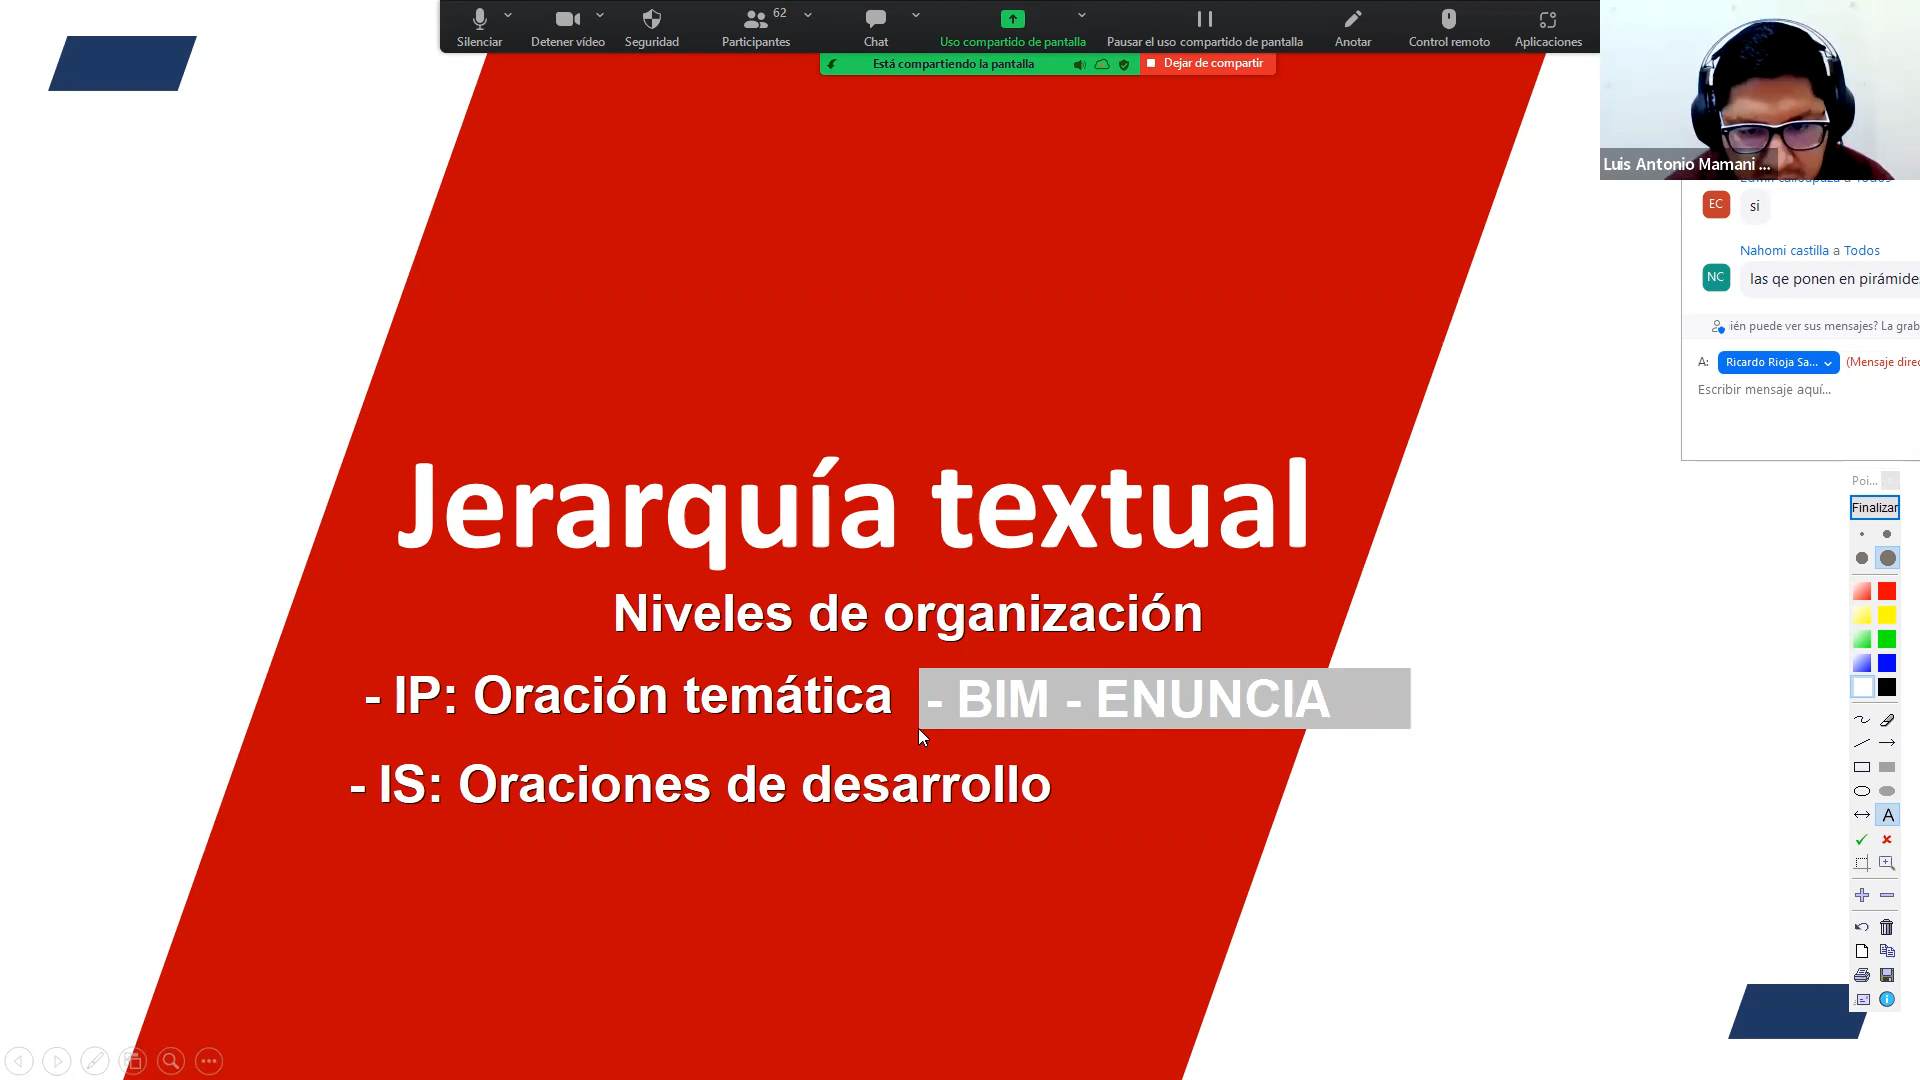 62
Silenciar
Detener vídeo
Seguridad
Participantes
Chat
Uso compartido de pantalla
Pausar el uso compartido de pantalla
Anotar
Control remoto
Aplicaciones
Está compartiendo la pantalla
Dejar de compartir
Luis Antonio Mamani ...
EC
si
Nahomi castilla a Todos
NC
las qe ponen en pirámide
ién puede ver sus mensajes? La grab
A: Ricardo Rioja Sa... (Mensaje direc
Escribir mensaje aquí...
Poi...
Finalizar
A
Jerarquía textual
Niveles de organización
- IP: Oración temática - BIM - ENUNCIA
- IS: Oraciones de desarrollo